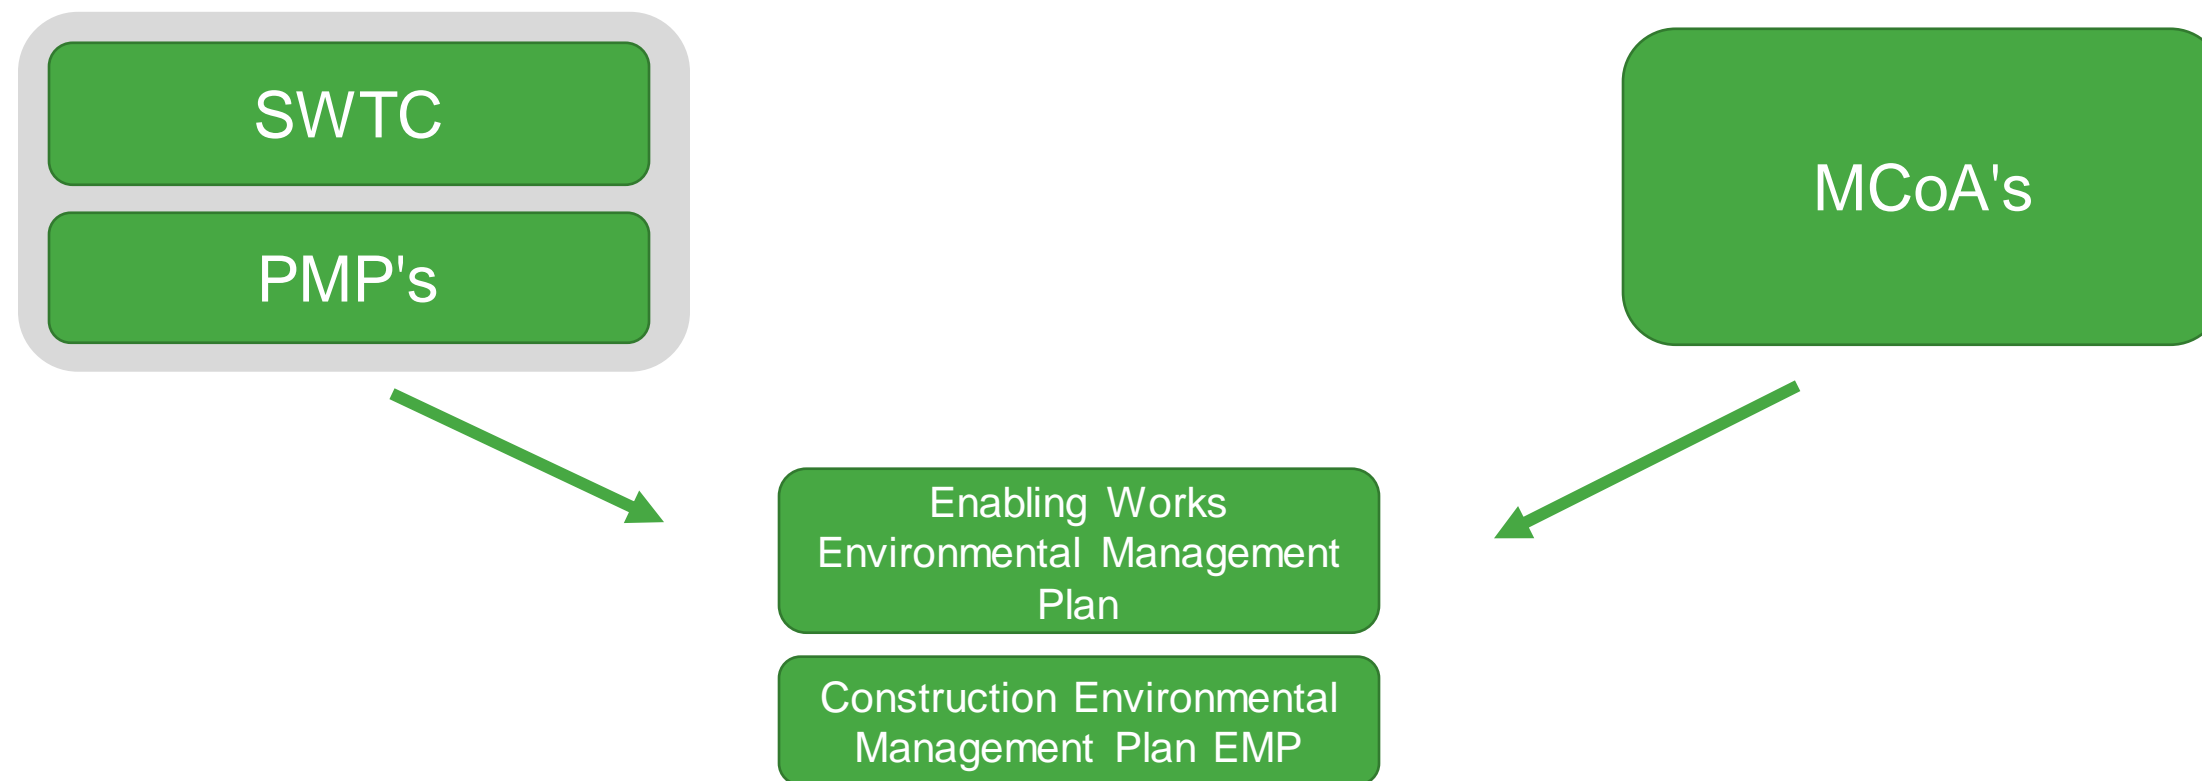 SWTC
PMP's
MCoA's
Enabling Works
Environmental Management
Plan
Construction Environmental
Management Plan EMP